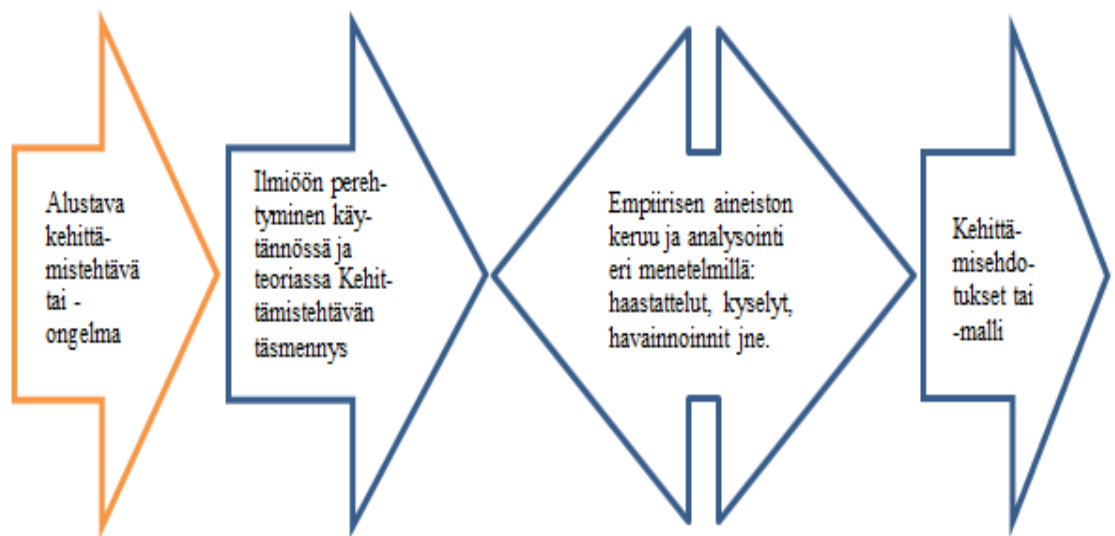 Alustava
kehittä-
mistehtävä
tai -
ongelma
Ilmiöön pereh-
tyminen käy-
tännössä ja
teoriassa Kehit-
tämistehtävän
täsmennys
Empiirisen aineiston
keruu ja analysointi
eri menetelmillä:
haastattelut, kyselyt,
havainnoinnit jne.
Kehittä-
misehdo-
tukset tai
-malli